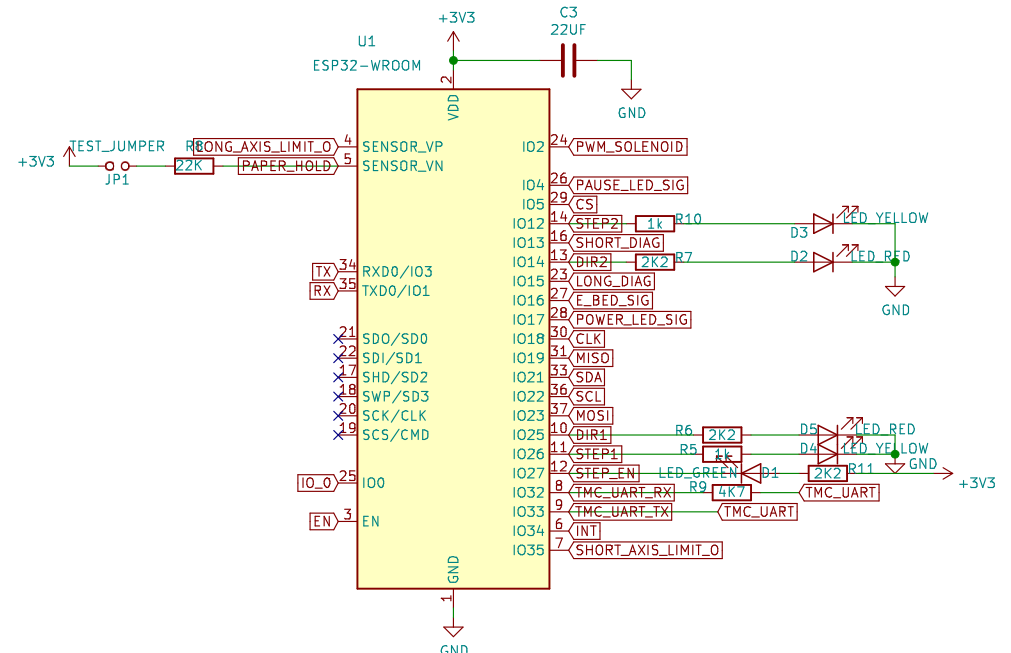 C3
+3V3
22UF
U1
ESP32-WROOM
2
VDD
GND
TEST_JUMPER
R8
LONG_AXIS_LIMIT_0
4
SENSOR_VP
IO2
24
PWM_SOLENOID
+3V3
22K
PAPER_HOLD
5
SENSOR_VN
JP1
IO4
26
PAUSE_LED_SIG
IO5
29
CS
IO12
14
STEP2
1k
R10
LED_YELLOW
D3
IO13
16
SHORT_DIAG
IO14
13
DIR2
2K2
R7
D2
LED_RED
TX
34
RXD0/IO3
IO15
23
LONG_DIAG
RX
35
TXD0/IO1
IO16
27
E_BED_SIG
GND
IO17
28
POWER_LED_SIG
21
SDO/SD0
IO18
30
CLK
22
SDI/SD1
IO19
31
MISO
17
SHD/SD2
IO21
33
SDA
18
SWP/SD3
IO22
36
SCL
20
SCK/CLK
IO23
37
MOSI
19
SCS/CMD
IO25
10
DIR1
R6
2K2
D5
LED_RED
IO26
11
STEP1
R5
1k
D4
LED_YELLOW
GND
IO27
12
STEP_EN
LED_GREEN
D1
2K2
R11
+3V3
IO_0
25
IO0
IO32
8
TMC_UART_RX
R9
4K7
TMC_UART
IO33
9
TMC_UART_TX
TMC_UART
EN
3
EN
IO34
6
INT
IO35
7
SHORT_AXIS_LIMIT_0
GND
1
GND